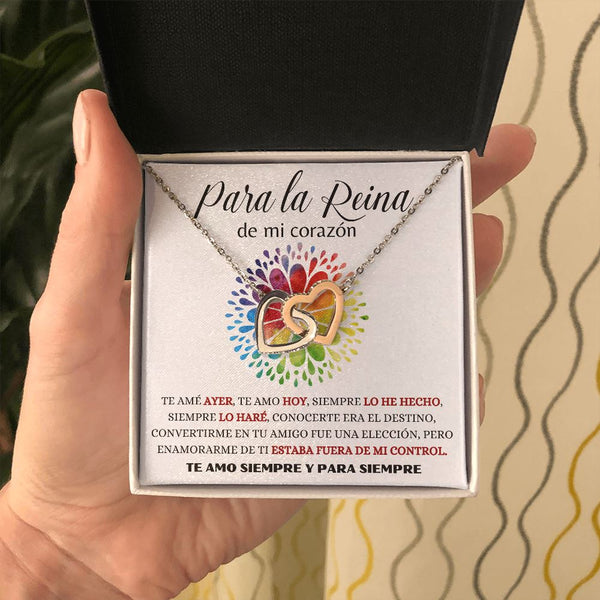 Para la Reina
de mi corazón
TE AMÉ AYER, TE AMO HOY, SIEMPRE LO HE HECHO,
SIEMPRE LO HARÉ, CONOCERTE ERA EL DESTINO,
CONVERTIRME EN TU AMIGO FUE UNA ELECCIÓN, PERO
ENAMORARME DE TI ESTABA FUERA DE MI CONTROL.
TE AMO SIEMPRE Y PARA SIEMPRE